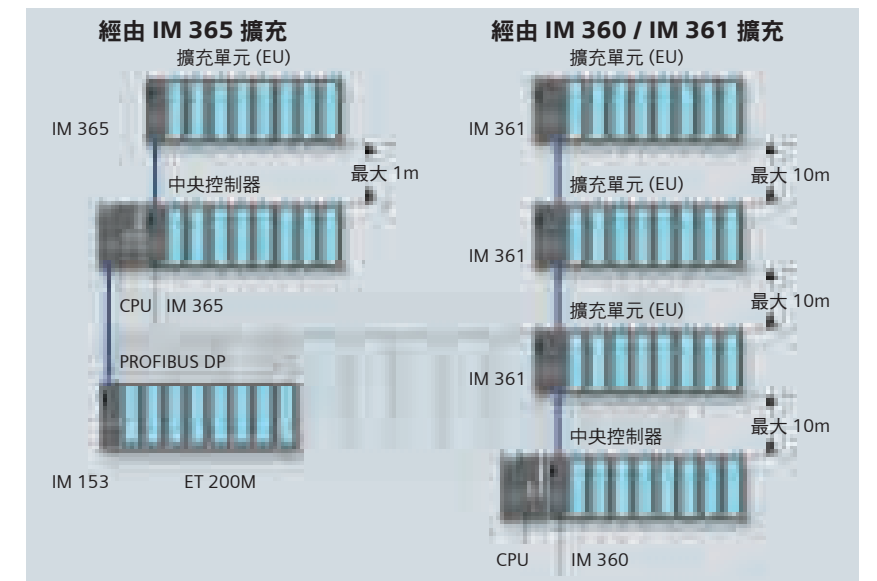 經由 IM 365 擴充
擴充單元 (EU)
IM 365
最大 1m
中央控制器
CPU
IM 365
PROFIBUS DP
IM 153
ET 200M
經由 IM 360 / IM 361 擴充
擴充單元 (EU)
IM 361
最大 10m
擴充單元 (EU)
IM 361
最大 10m
擴充單元 (EU)
IM 361
最大 10m
中央控制器
CPU
IM 360